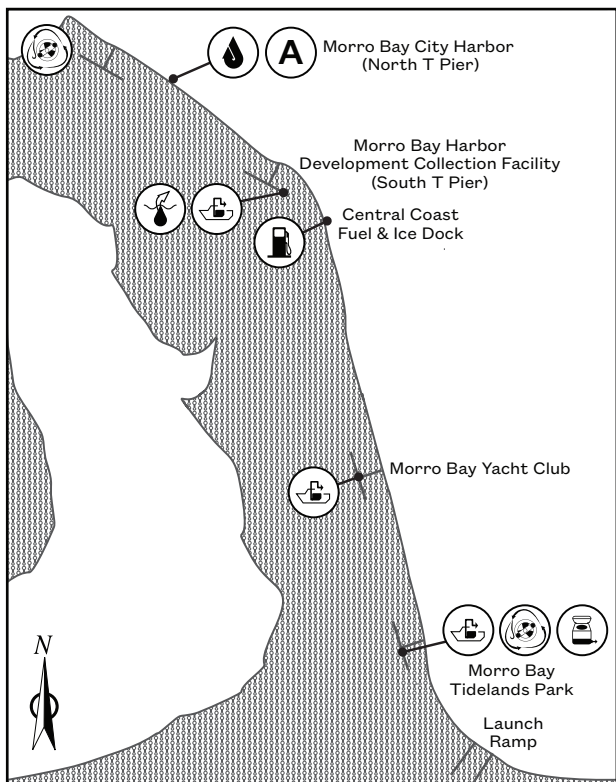 A
Morro Bay City Harbor
(North T Pier)
Morro Bay Harbor
Development Collection Facility
(South T Pier)
Central Coast
Fuel & Ice Dock
Morro Bay Yacht Club
Morro Bay
Tidelands Park
Launch
Ramp
N